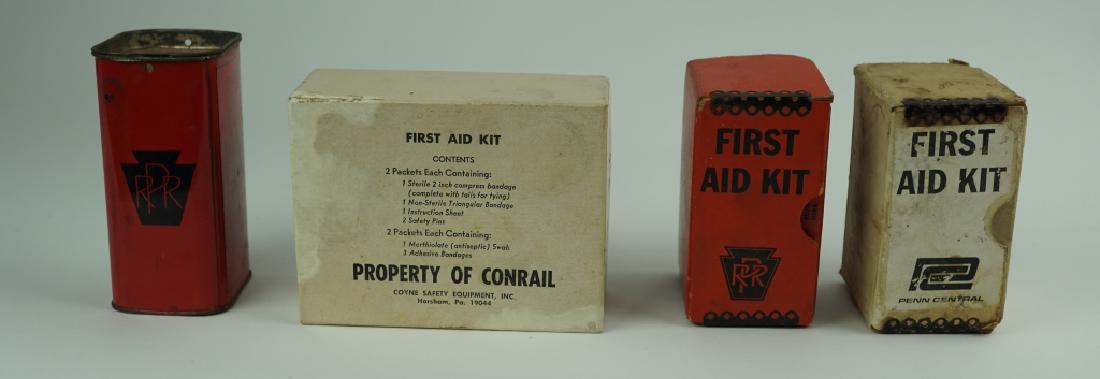 PRR
FIRST AID KIT
CONTENTS
2 Packets Each Containing:
1 Sterile 2 inch compress bandage
(complete with tails for tying)
1 Non-Sterile Triangular Bandage
1 Instruction Sheet
2 Safety Pins
2 Packets Each Containing:
1 Merthiolate (antiseptic) Swab
3 Adhesive Bandages
PROPERTY OF CONRAIL
COYNE SAFETY EQUIPMENT, INC.
Horsham, Pa. 19044
FIRST
AID KIT
PRR
FIRST
AID KIT
PENN CENTRAL